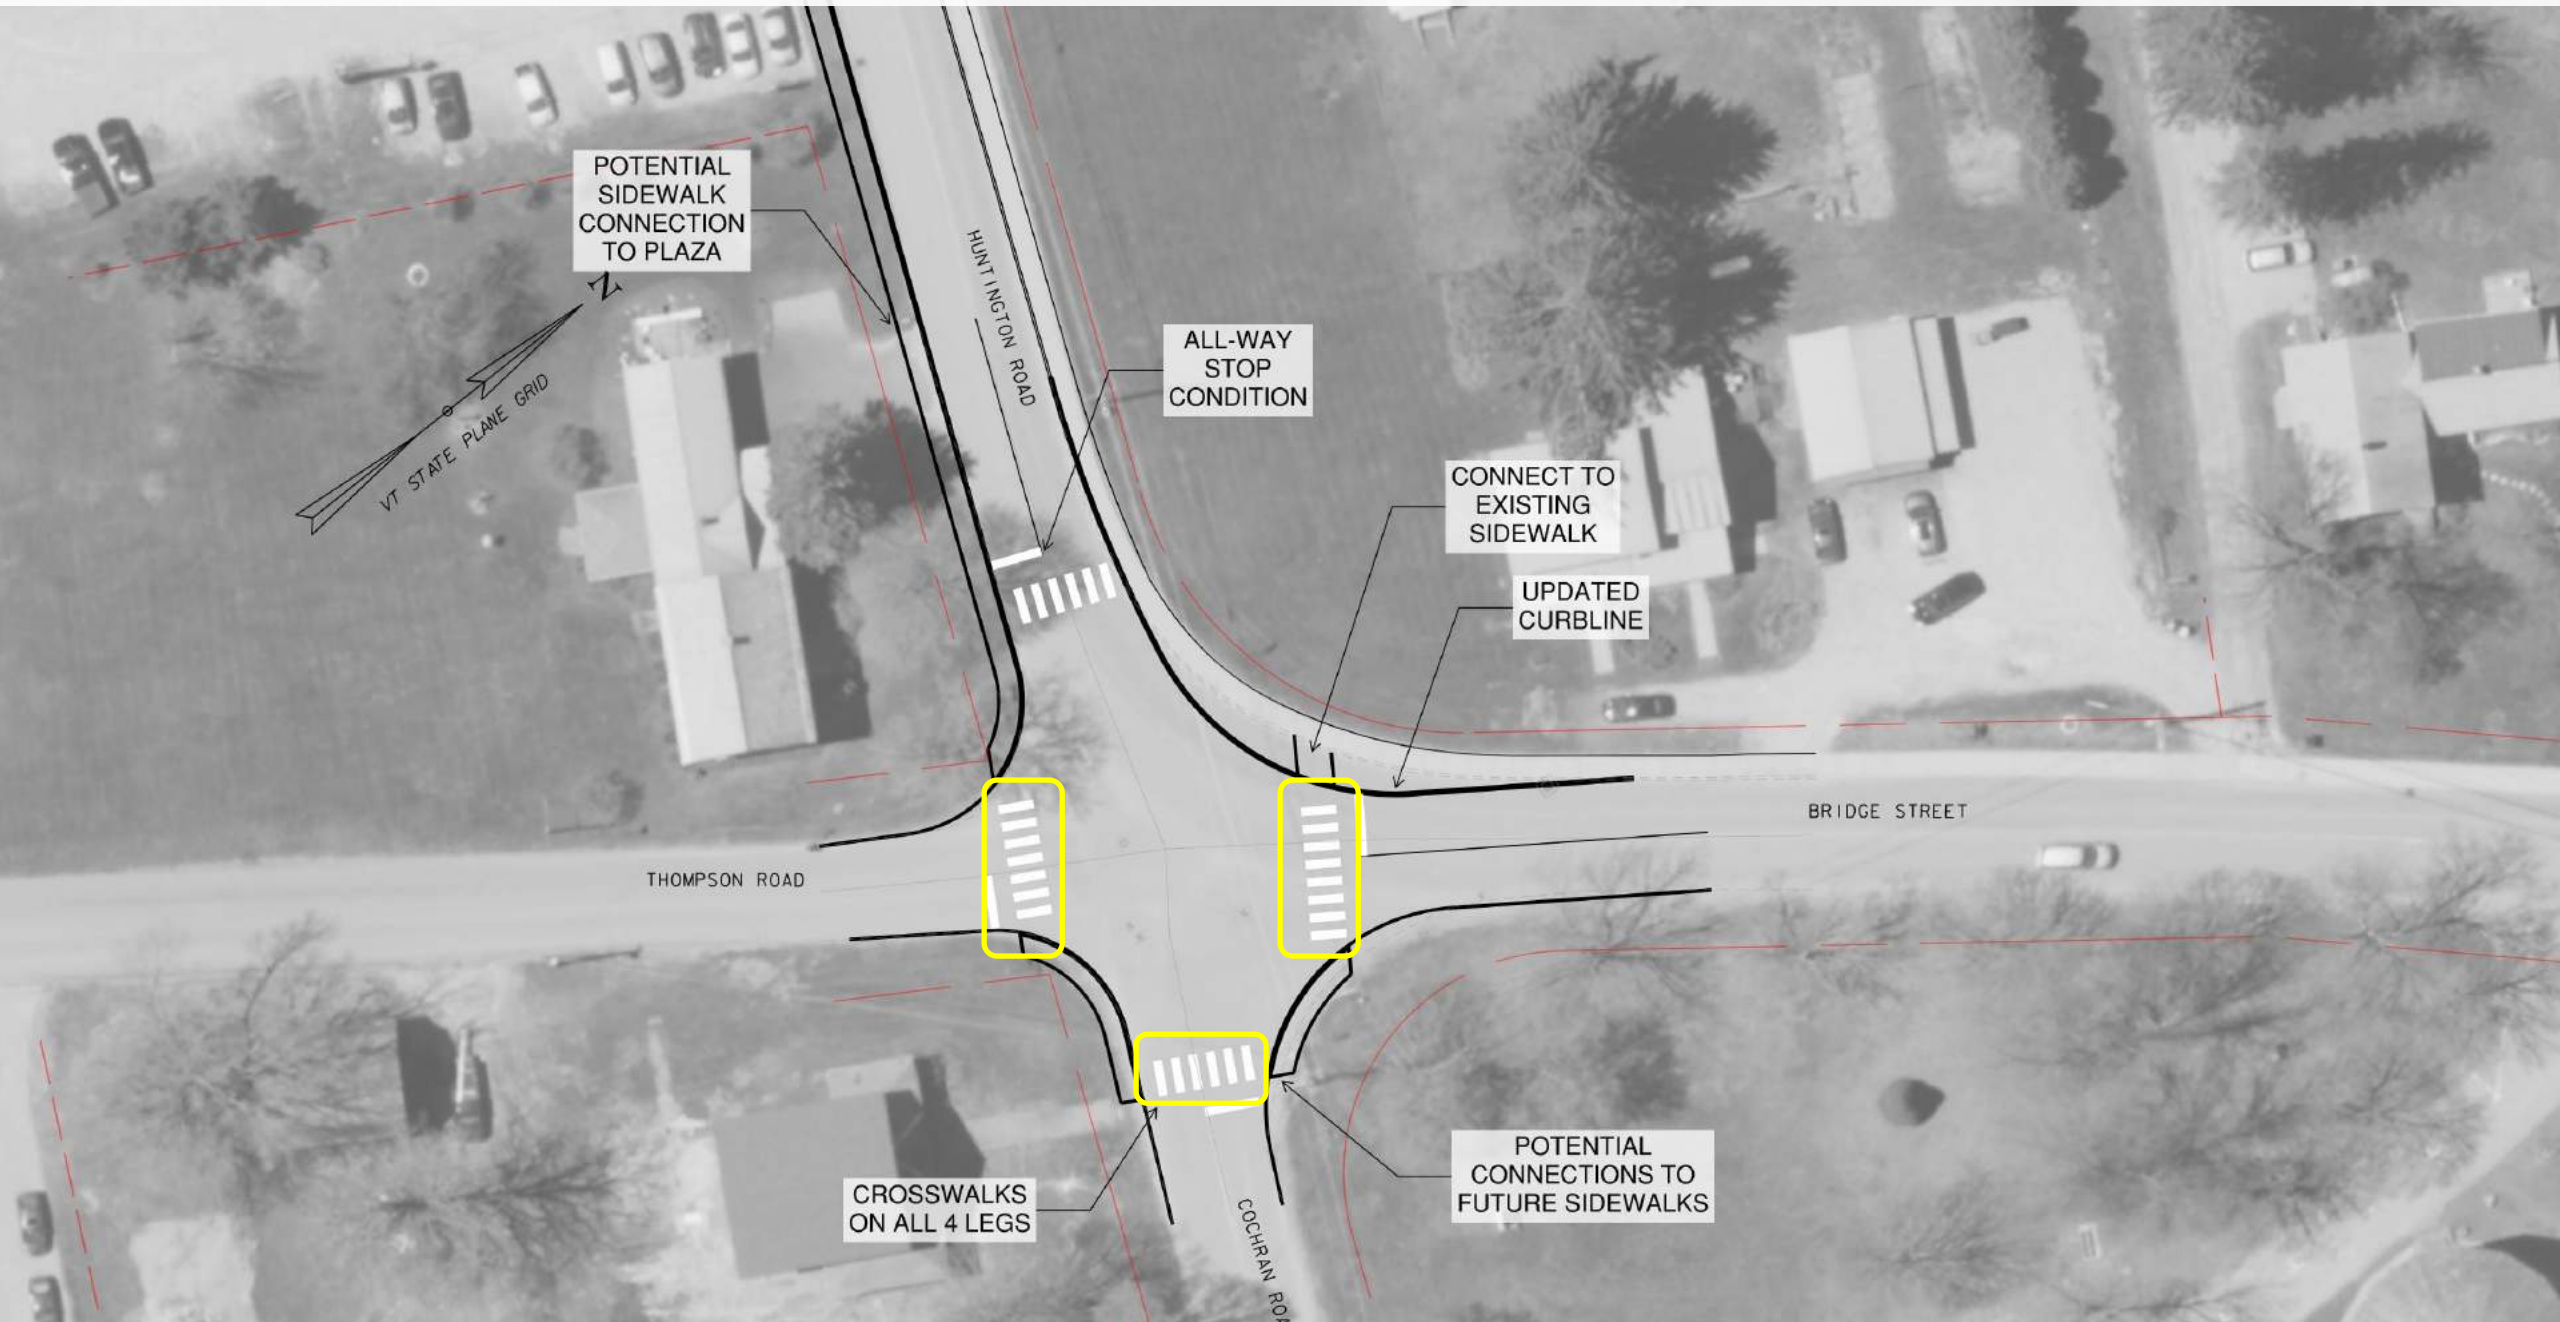 POTENTIAL
SIDEWALK
CONNECTION
TO PLAZA
N
VT STATE PLANE GRID
HUNTINGTON ROAD
ALL-WAY
STOP
CONDITION
CONNECT TO
EXISTING
SIDEWALK
UPDATED
CURBLINE
BRIDGE STREET
THOMPSON ROAD
CROSSWALKS
ON ALL 4 LEGS
POTENTIAL
CONNECTIONS TO
FUTURE SIDEWALKS
COCHRAN ROA